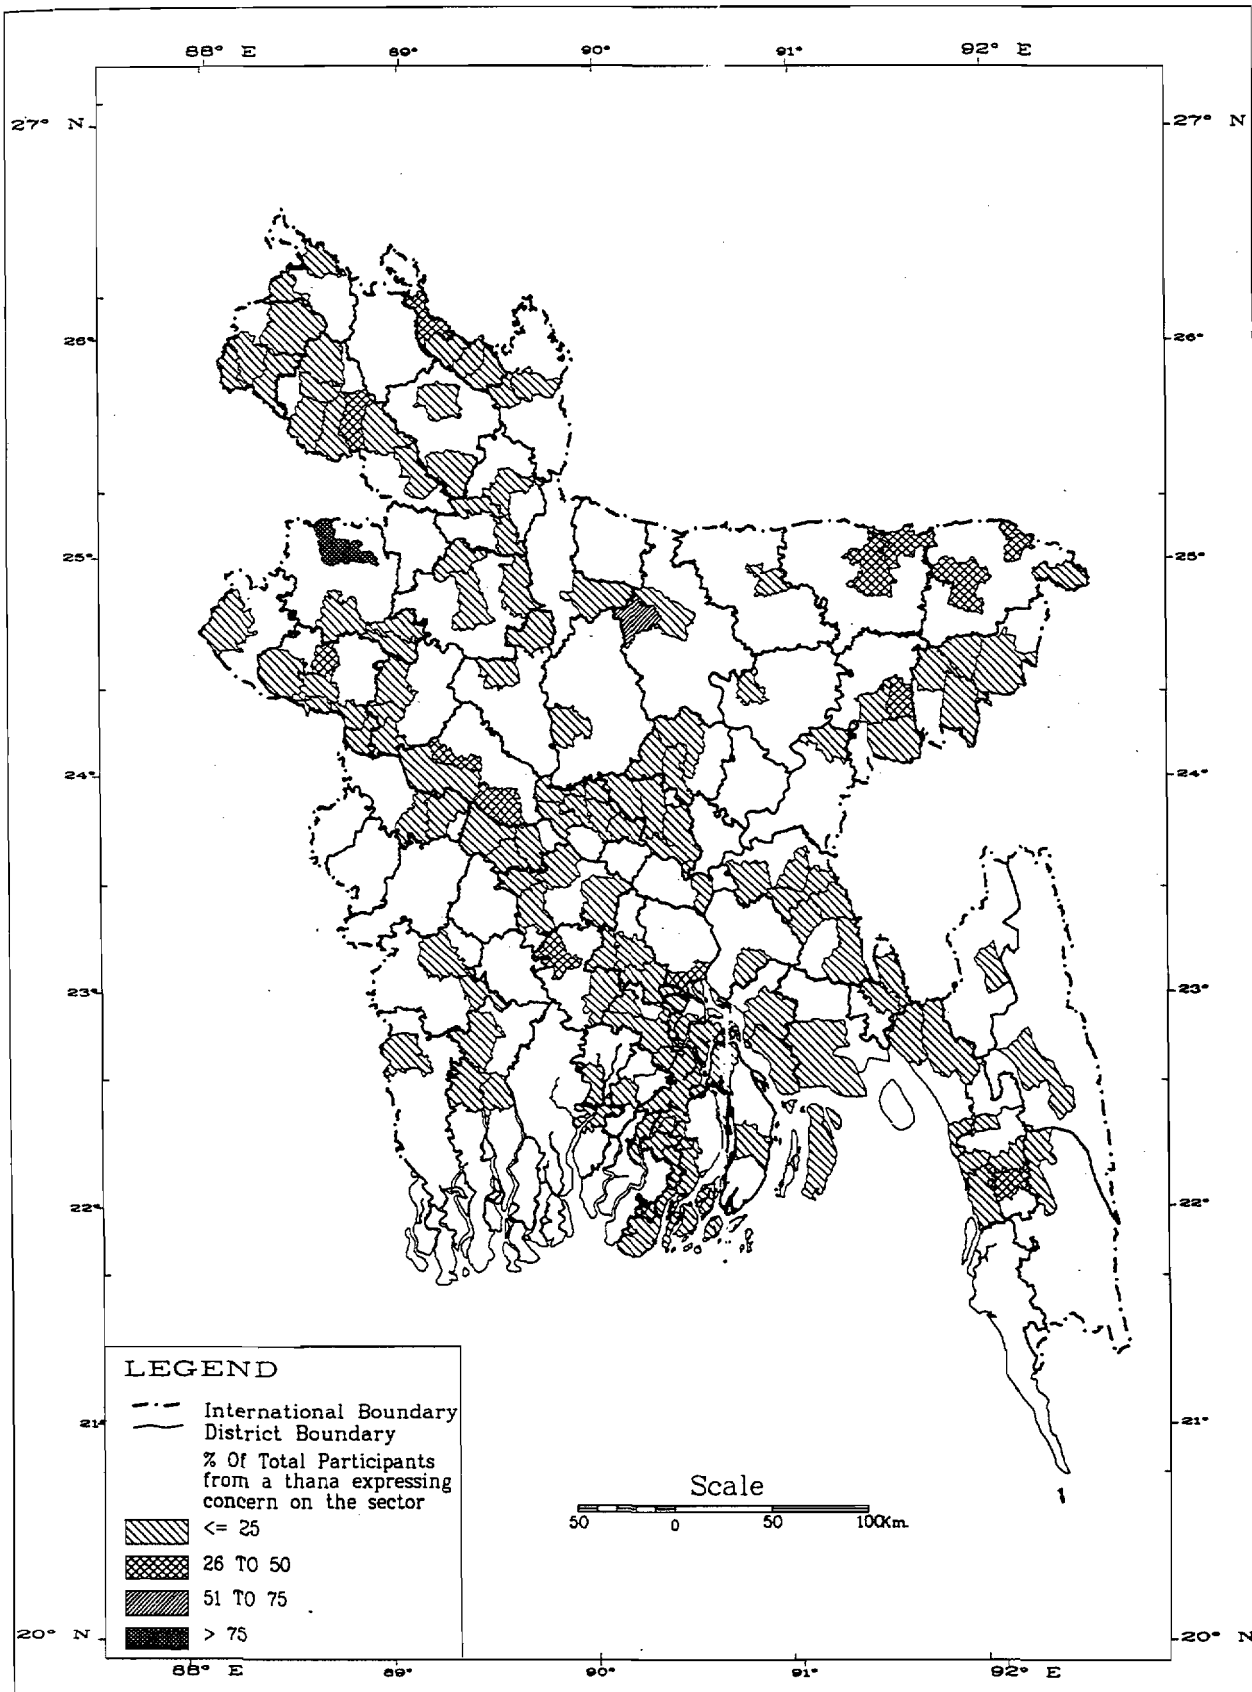 88° E 89° 90° 91° 92° E
27° N 27° N
26° 26°
25° 25°
24° 24°
23° 23°
22° 22°
LEGEND
International Boundary
District Boundary
% Of Total Participants
from a thana expressing
concern on the sector
<= 25
26 TO 50
51 TO 75
> 75
21° 21°
Scale
50 0 50 100Km.
20° N 20° N
88° E 89° 90° 91° 92° E